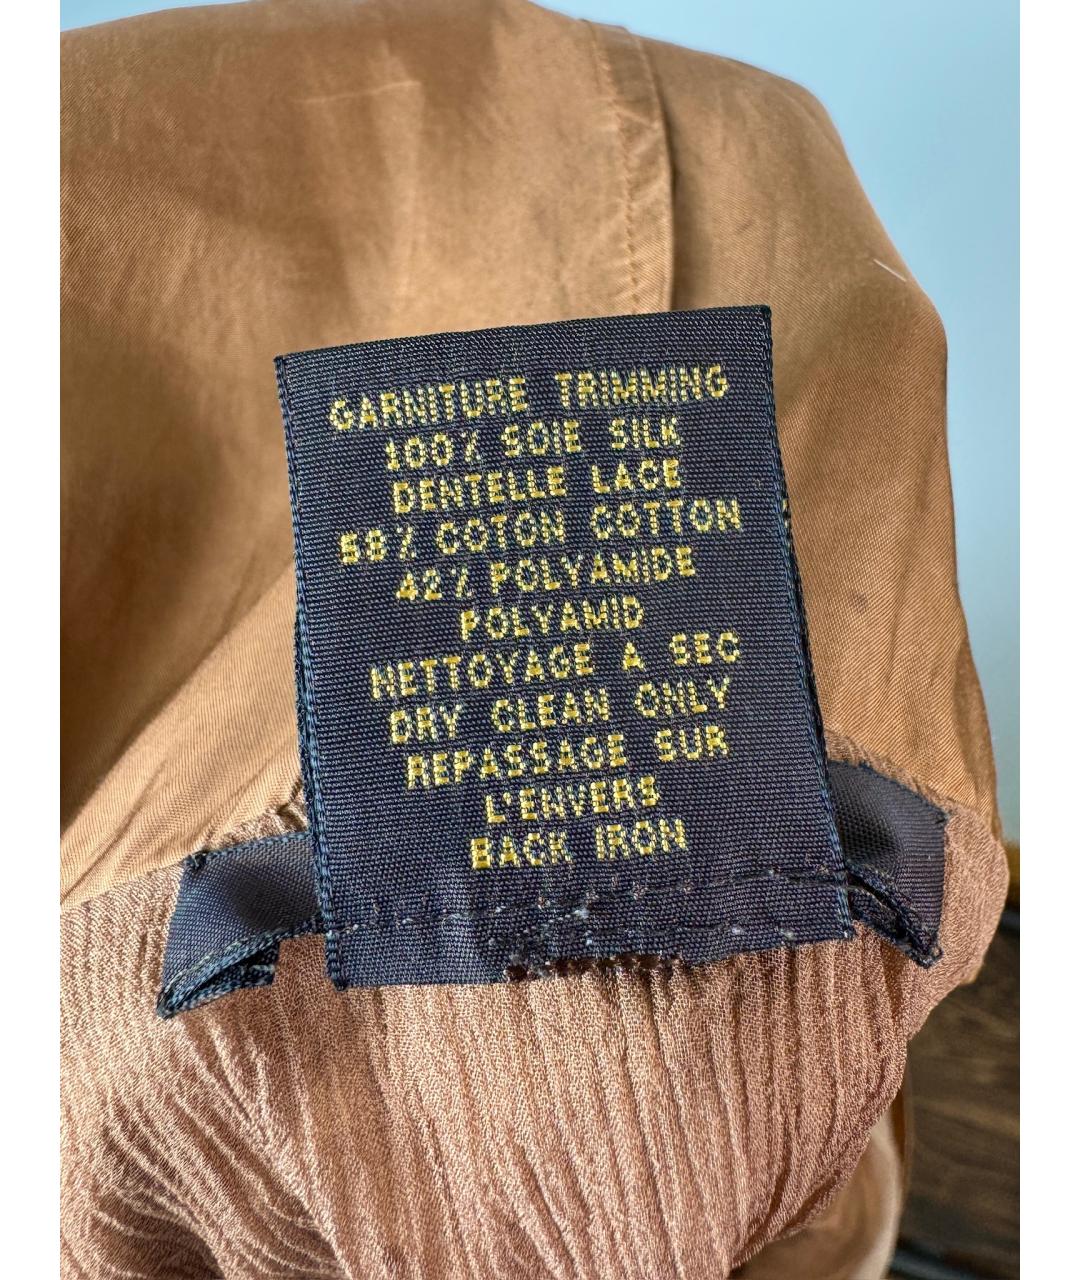 GARNITURE TRIMMING
100% SOIE SILK
DENTELLE LACE
58% COTON COTTON
42% POLYAMIDE
POLYAMID
NETTOYAGE A SEC
DRY CLEAN ONLY
REPASSAGE SUR
L'ENVERS
BACK IRON